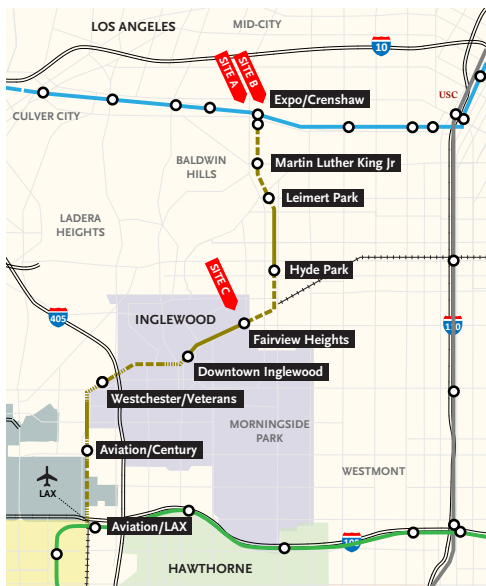 LOS ANGELES
MID-CITY
10
SITE A
SITE B
USC
Expo/Crenshaw
CULVER CITY
BALDWIN
HILLS
Martin Luther King Jr
Leimert Park
LADERA
HEIGHTS
Hyde Park
SITE C
405
INGLEWOOD
110
Fairview Heights
Downtown Inglewood
Westchester/Veterans
MORNINGSIDE
PARK
Aviation/Century
WESTMONT
LAX
Aviation/LAX
105
HAWTHORNE